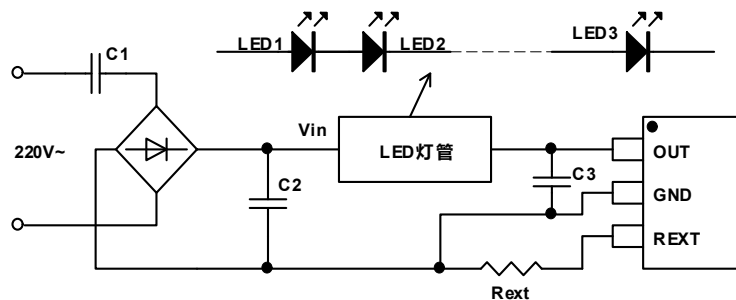 C1
LED1
LED2
LED3
220V~
Vin
LED灯管
C2
C3
OUT
GND
REXT
Rext